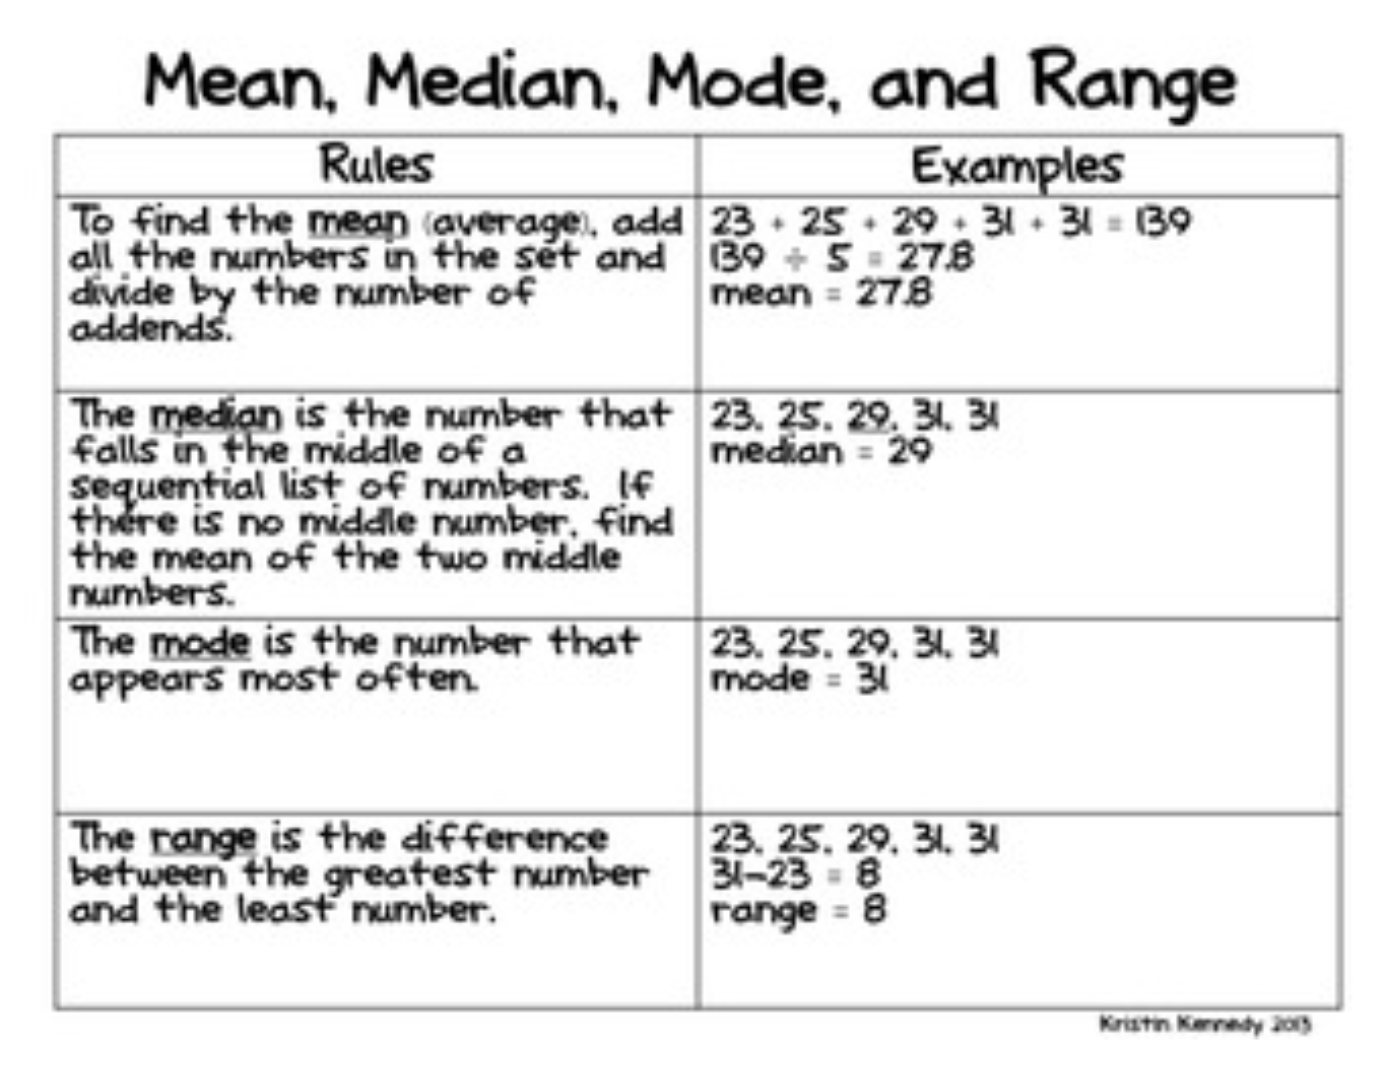 Mean, Median, Mode, and Range
Rules
Examples
To find the mean (average), add
all the numbers in the set and
divide by the number of
addends.
23 + 25 + 29 + 31 + 31 = 139
139 ÷ 5 = 27.8
mean = 27.8
The median is the number that
falls in the middle of a
sequential list of numbers. If
there is no middle number, find
the mean of the two middle
numbers.
23, 25, 29, 31, 31
median = 29
The mode is the number that
appears most often.
23, 25, 29, 31, 31
mode = 31
The range is the difference
between the greatest number
and the least number.
23, 25, 29, 31, 31
31-23 = 8
range = 8
Kristin Kennedy 2013